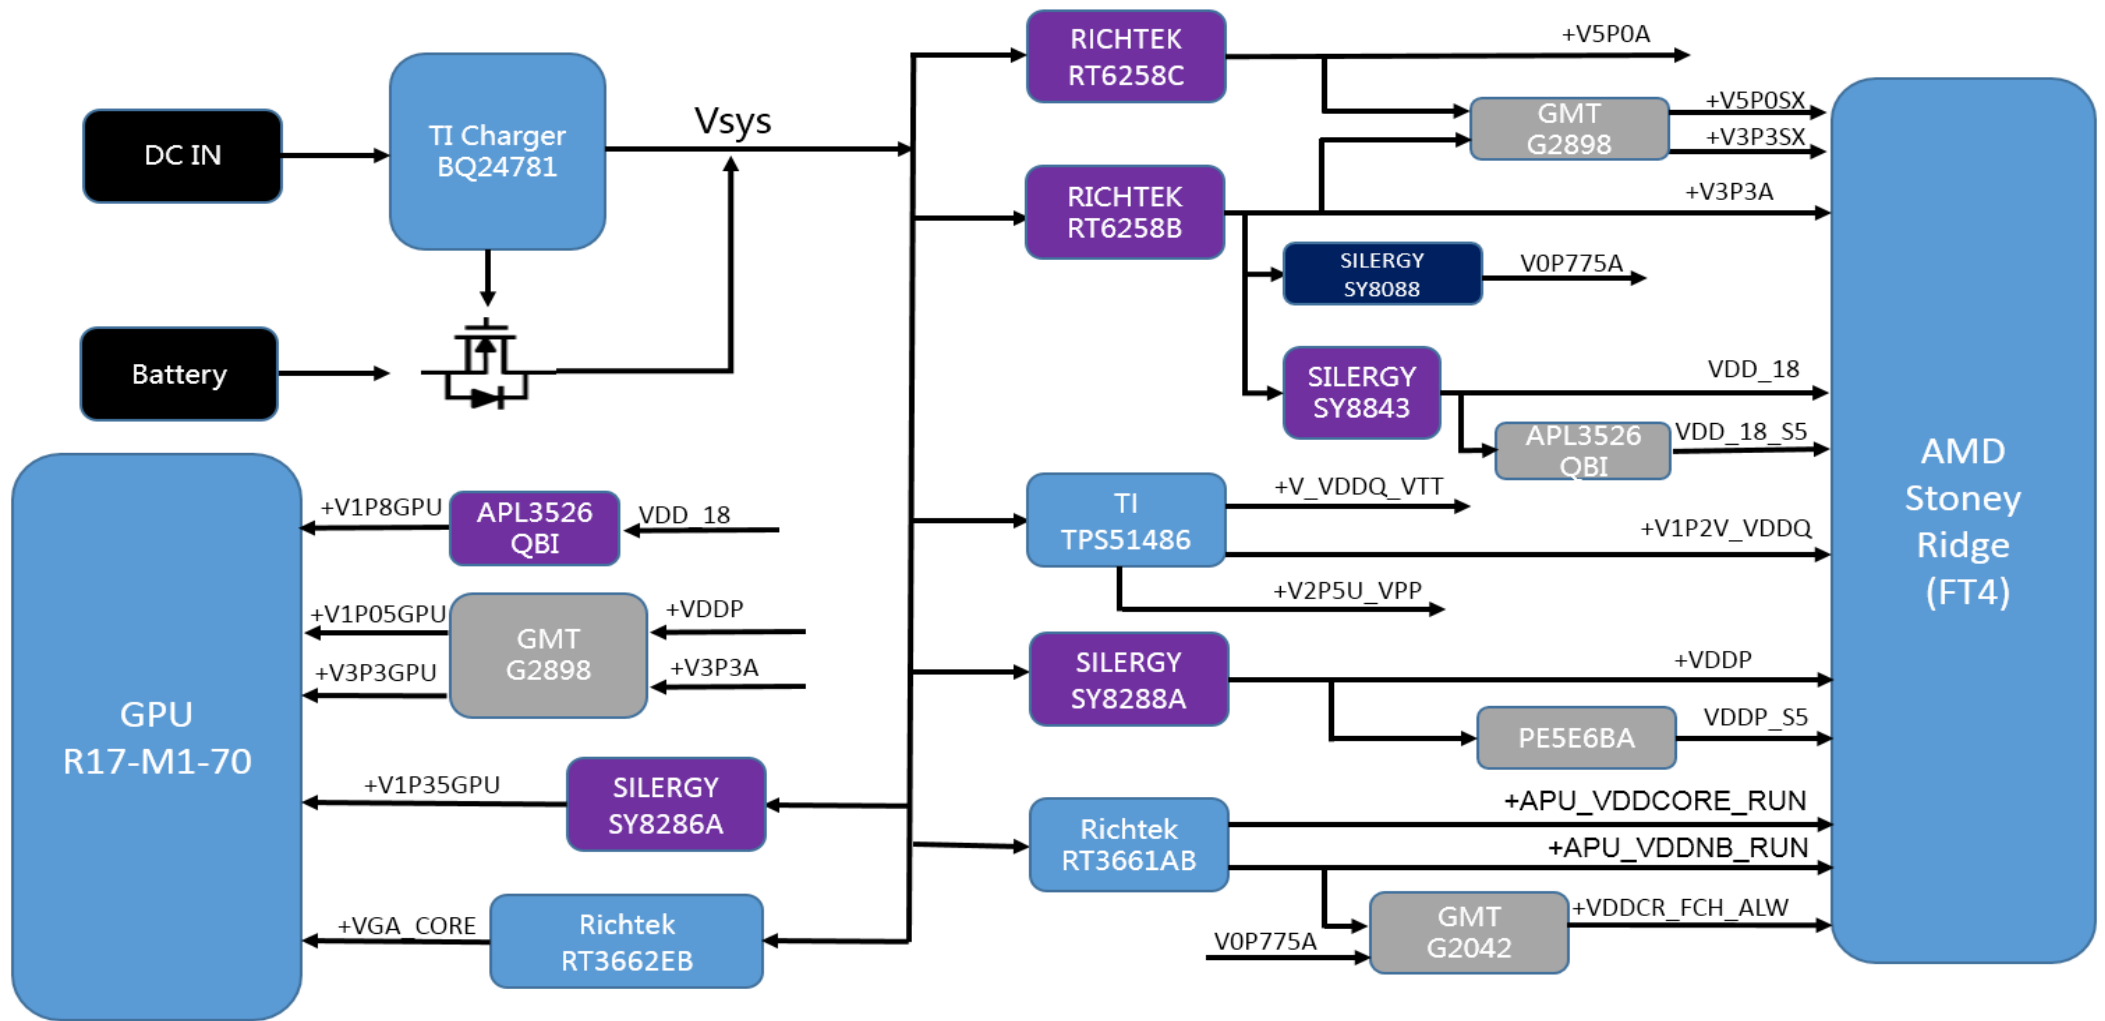 DC IN
TI Charger
BQ24781
Vsys
Battery
RICHTEK
RT6258C
+V5P0A
GMT
G2898
+V5P0SX
+V3P3SX
RICHTEK
RT6258B
+V3P3A
SILERGY
SY8088
V0P775A
SILERGY
SY8843
VDD_18
APL3526
QBI
VDD_18_S5
TI
TPS51486
+V_VDDQ_VTT
+V1P2V_VDDQ
+V2P5U_VPP
SILERGY
SY8288A
+VDDP
PE5E6BA
VDDP_S5
Richtek
RT3661AB
+APU_VDDCORE_RUN
+APU_VDDNB_RUN
GMT
G2042
V0P775A
+VDDCR_FCH_ALW
AMD
Stoney
Ridge
(FT4)
GPU
R17-M1-70
+V1P8GPU
APL3526
QBI
VDD_18
+V1P05GPU
+V3P3GPU
GMT
G2898
+VDDP
+V3P3A
+V1P35GPU
SILERGY
SY8286A
+VGA_CORE
Richtek
RT3662EB